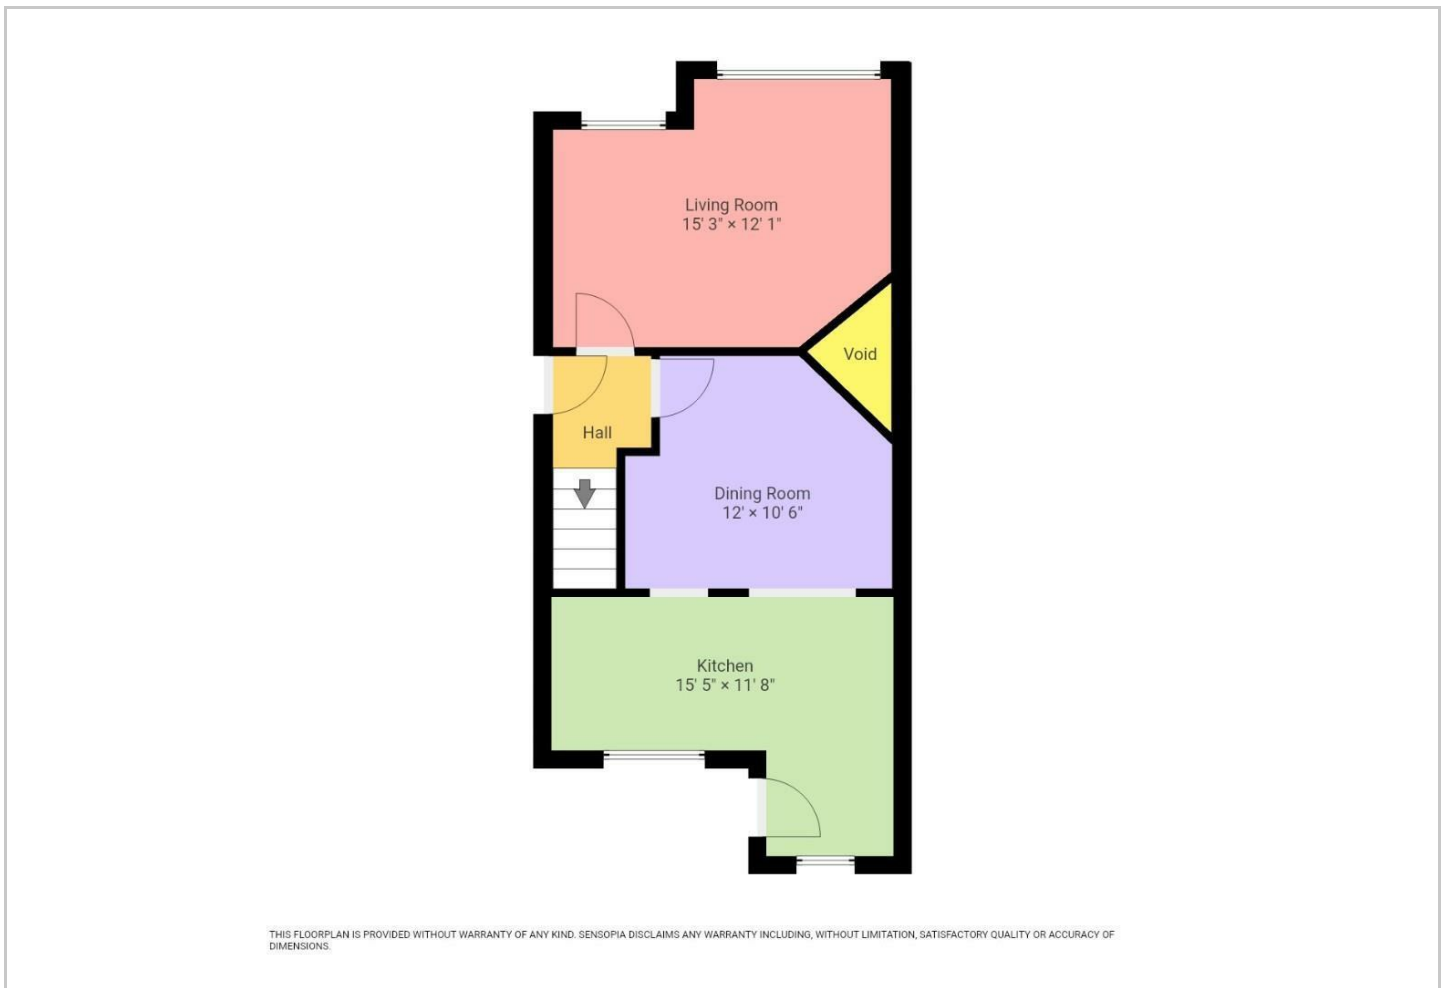 Living Room
15' 3" × 12' 1"
Void
Hall
Dining Room
12' × 10' 6"
Kitchen
15' 5" × 11' 8"
THIS FLOORPLAN IS PROVIDED WITHOUT WARRANTY OF ANY KIND. SENSOPIA DISCLAIMS ANY WARRANTY INCLUDING, WITHOUT LIMITATION, SATISFACTORY QUALITY OR ACCURACY OF
DIMENSIONS.